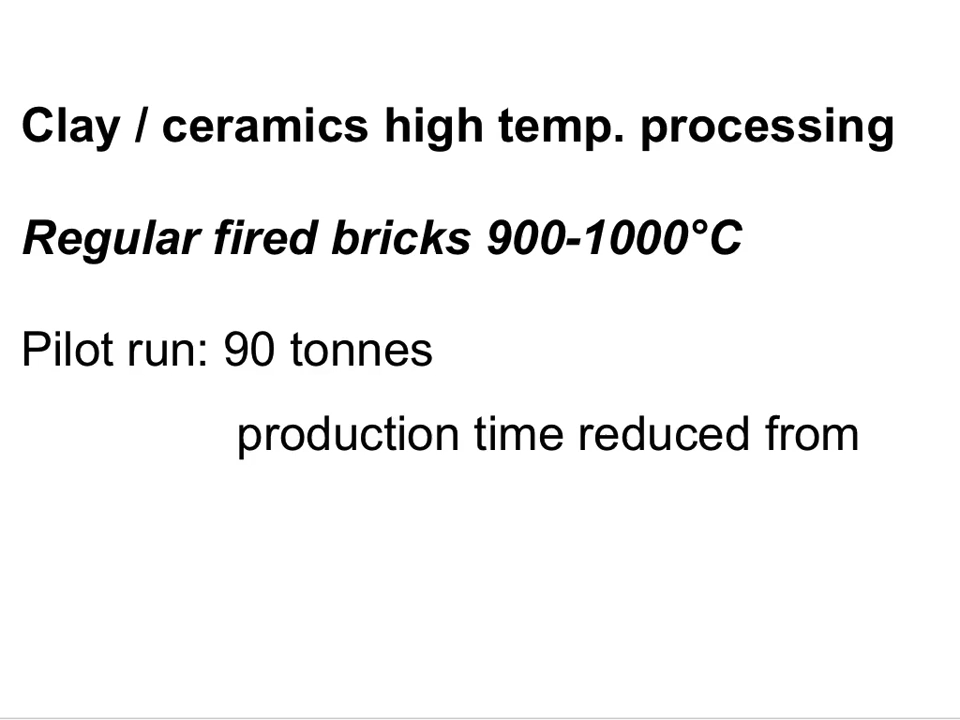 Clay / ceramics high temp. processing
Regular fired bricks 900-1000°C
Pilot run: 90 tonnes
production time reduced from